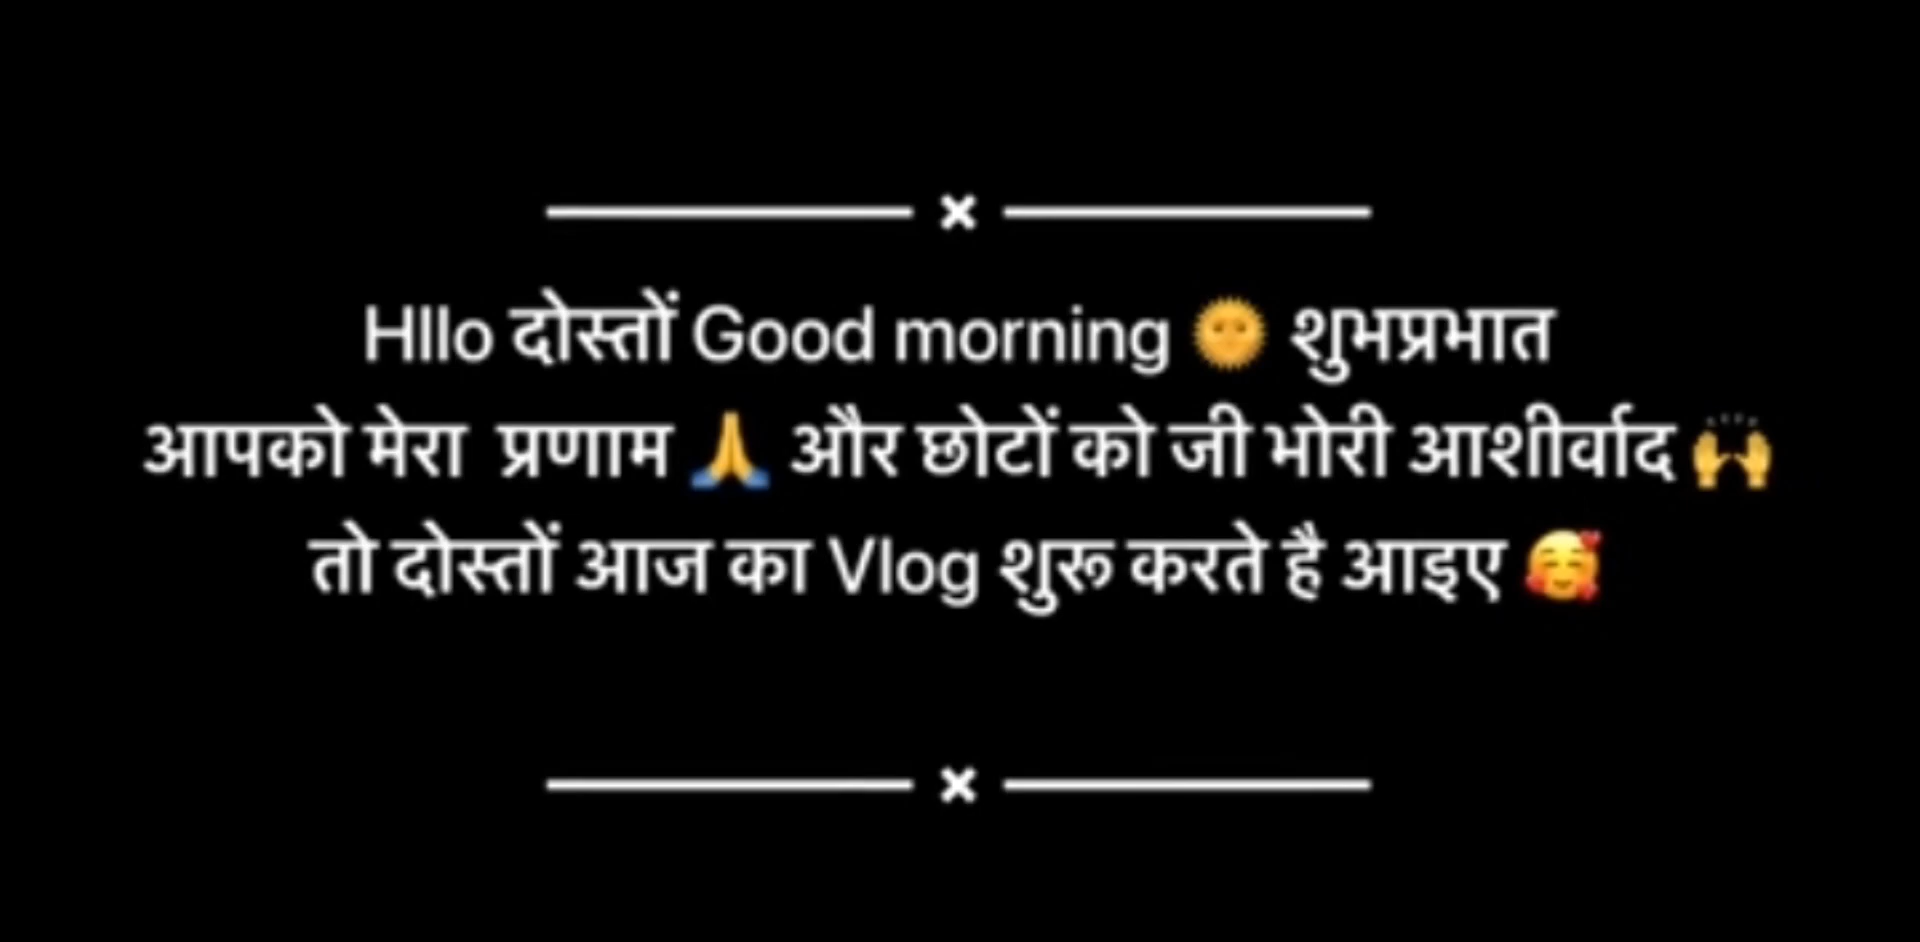 Hllo दोस्तों Good morning 🌞 शुभप्रभात
आपको मेरा  प्रणाम 🙏 और छोटों को जी भोरी आशीर्वाद 🙌
तो दोस्तों आज का Vlog शुरू करते है आइए 🥰